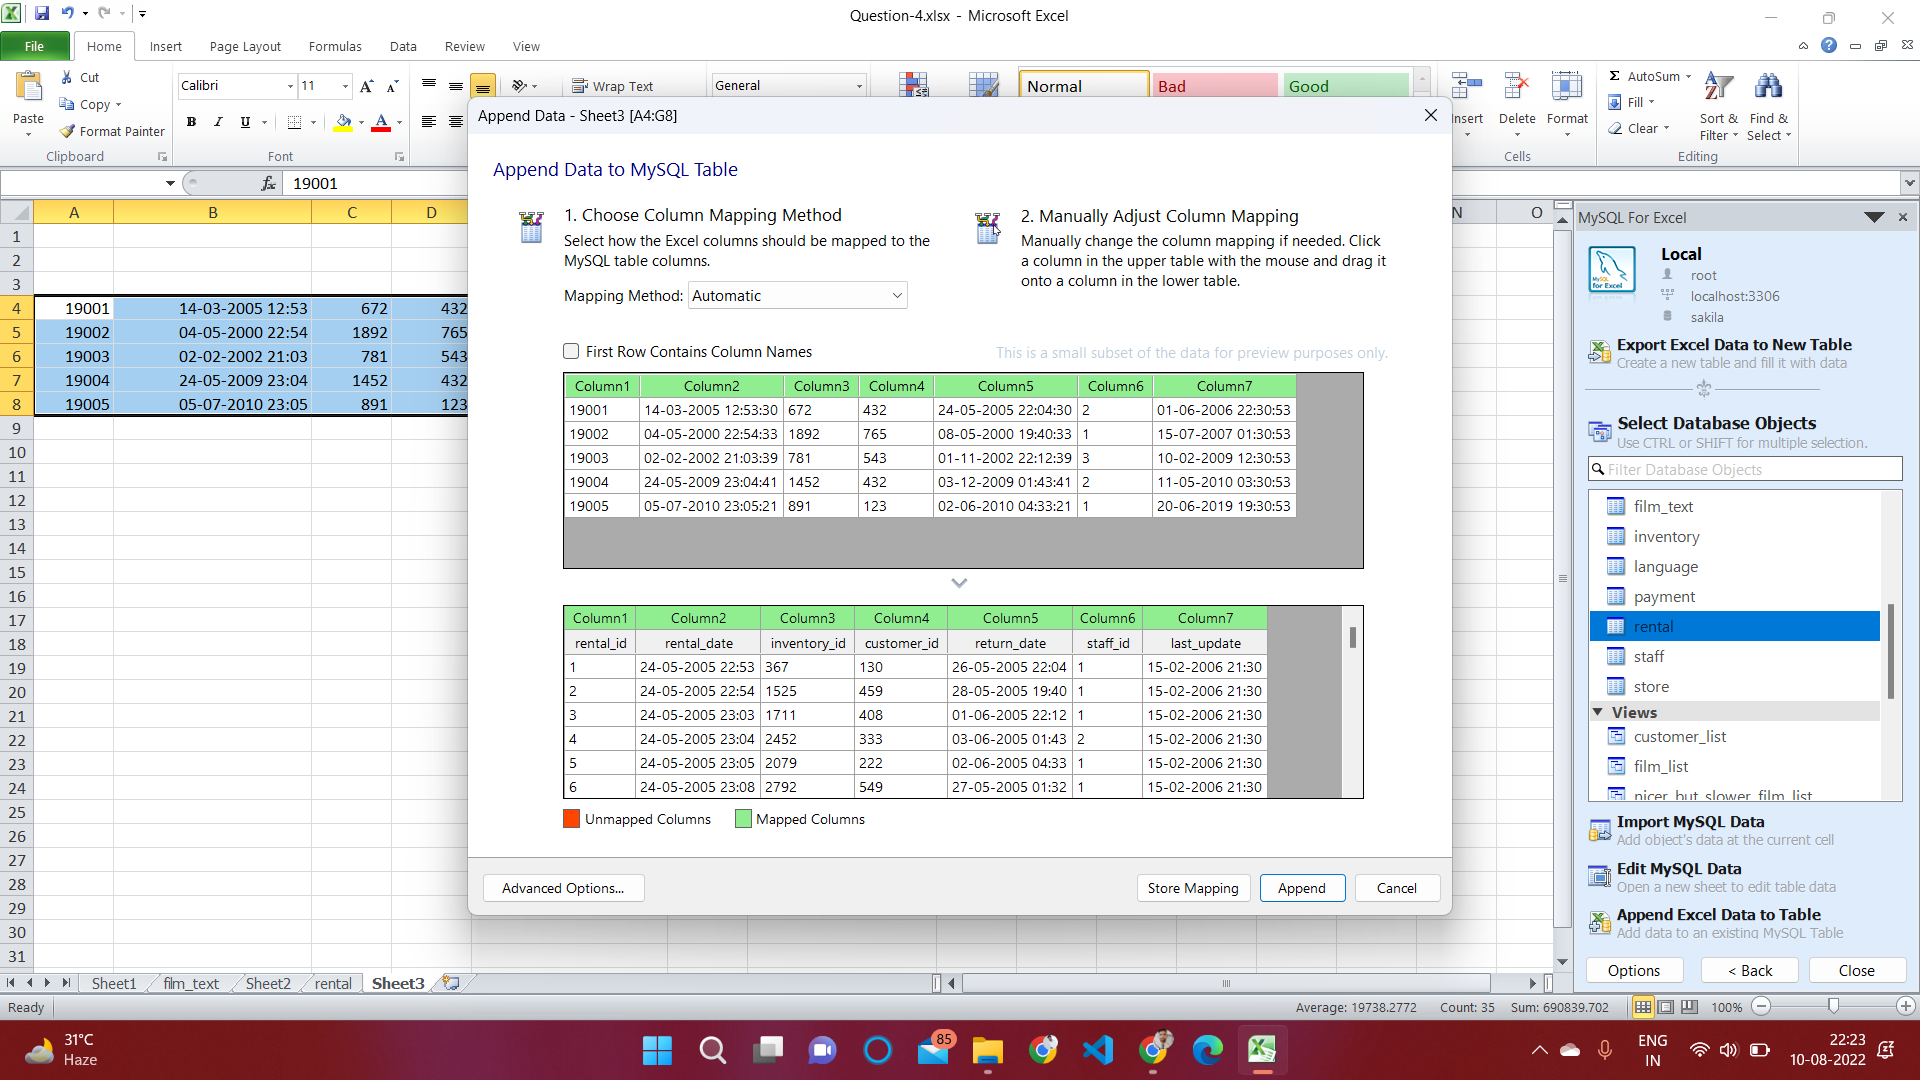 Question-4.xlsx - Microsoft Excel
File Home Insert Page Layout Formulas Data Review View
Paste
Cut
Copy
Format Painter
Clipboard
Calibri 11
B I U A
Font
Wrap Text
General
Normal Bad Good
Insert Delete Format
Cells
Σ AutoSum
Fill
Clear
Sort & Filter
Find & Select
Editing
fx 19001
A B C D N O
1
2
3
4 19001 14-03-2005 12:53 672 432
5 19002 04-05-2000 22:54 1892 765
6 19003 02-02-2002 21:03 781 543
7 19004 24-05-2009 23:04 1452 432
8 19005 05-07-2010 23:05 891 123
9
10
11
12
13
14
15
16
17
18
19
20
21
22
23
24
25
26
27
28
29
30
31
Append Data - Sheet3 [A4:G8]
Append Data to MySQL Table
1. Choose Column Mapping Method
Select how the Excel columns should be mapped to the
MySQL table columns.
Mapping Method: Automatic
2. Manually Adjust Column Mapping
Manually change the column mapping if needed. Click
a column in the upper table with the mouse and drag it
onto a column in the lower table.
First Row Contains Column Names
This is a small subset of the data for preview purposes only.
Column1 Column2 Column3 Column4 Column5 Column6 Column7
19001 14-03-2005 12:53:30 672 432 24-05-2005 22:04:30 2 01-06-2006 22:30:53
19002 04-05-2000 22:54:33 1892 765 08-05-2000 19:40:33 1 15-07-2007 01:30:53
19003 02-02-2002 21:03:39 781 543 01-11-2002 22:12:39 3 10-02-2009 12:30:53
19004 24-05-2009 23:04:41 1452 432 03-12-2009 01:43:41 2 11-05-2010 03:30:53
19005 05-07-2010 23:05:21 891 123 02-06-2010 04:33:21 1 20-06-2019 19:30:53
Column1 Column2 Column3 Column4 Column5 Column6 Column7
rental_id rental_date inventory_id customer_id return_date staff_id last_update
1 24-05-2005 22:53 367 130 26-05-2005 22:04 1 15-02-2006 21:30
2 24-05-2005 22:54 1525 459 28-05-2005 19:40 1 15-02-2006 21:30
3 24-05-2005 23:03 1711 408 01-06-2005 22:12 1 15-02-2006 21:30
4 24-05-2005 23:04 2452 333 03-06-2005 01:43 2 15-02-2006 21:30
5 24-05-2005 23:05 2079 222 02-06-2005 04:33 1 15-02-2006 21:30
6 24-05-2005 23:08 2792 549 27-05-2005 01:32 1 15-02-2006 21:30
Unmapped Columns Mapped Columns
Advanced Options... Store Mapping Append Cancel
MySQL For Excel
MySQL
for Excel
Local
root
localhost:3306
sakila
Export Excel Data to New Table
Create a new table and fill it with data
Select Database Objects
Use CTRL or SHIFT for multiple selection.
Filter Database Objects
film_text
inventory
language
payment
rental
staff
store
Views
customer_list
film_list
nicer_but_slower_film_list
Import MySQL Data
Add object's data at the current cell
Edit MySQL Data
Open a new sheet to edit table data
Append Excel Data to Table
Add data to an existing MySQL Table
Options < Back Close
Sheet1 film_text Sheet2 rental Sheet3
Ready
Average: 19738.2772 Count: 35 Sum: 690839.702 100%
31°C
Haze
85
ENG
IN
22:23
10-08-2022